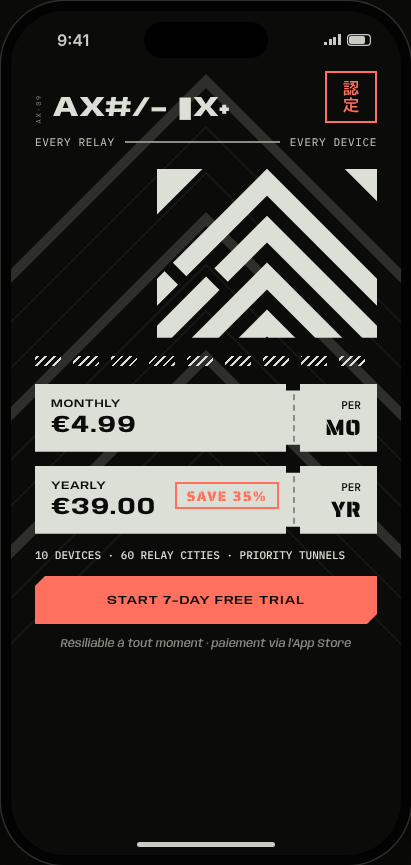 9:41
認定
AX-09
AX#/– ▮X+
EVERY RELAY
EVERY DEVICE
MONTHLY
€4.99
PER
MO
YEARLY
€39.00
SAVE 35%
PER
YR
10 DEVICES · 60 RELAY CITIES · PRIORITY TUNNELS
START 7-DAY FREE TRIAL
Résiliable à tout moment · paiement via l'App Store